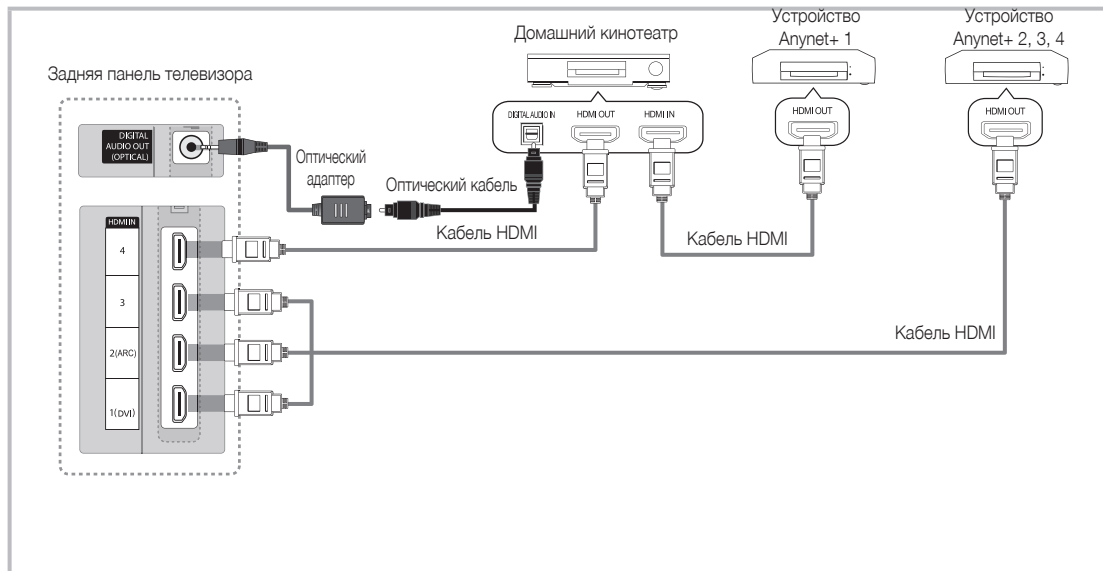 Устройство
Anynet+ 1
Устройство
Anynet+ 2, 3, 4
Домашний кинотеатр
Задняя панель телевизора
DIGITAL AUDIO IN
HDMI OUT
HDMI IN
HDMI OUT
HDMI OUT
DIGITAL
AUDIO OUT
(OPTICAL)
Оптический
адаптер
Оптический кабель
HDMI IN
Кабель HDMI
Кабель HDMI
4
3
Кабель HDMI
2(ARC)
1(DVI)